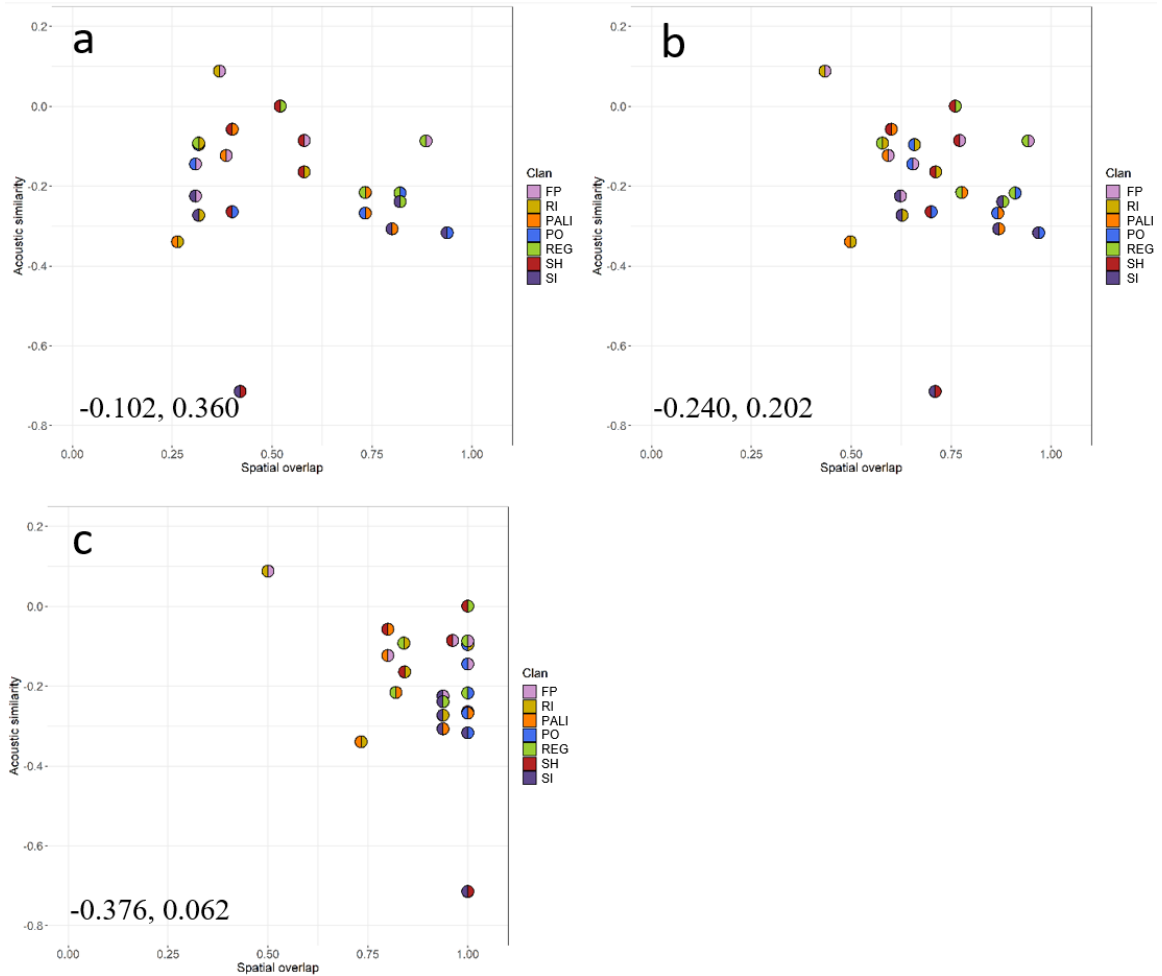 a
0.2
0.0
-0.2
-0.4
-0.6
-0.8
Acoustic similarity
-0.102, 0.360
0.00 0.25 0.50 0.75 1.00
Spatial overlap
Clan
FP
RI
PALI
PO
REG
SH
SI
b
0.2
0.0
-0.2
-0.4
-0.6
-0.8
Acoustic similarity
-0.240, 0.202
0.00 0.25 0.50 0.75 1.00
Spatial overlap
Clan
FP
RI
PALI
PO
REG
SH
SI
c
0.2
0.0
-0.2
-0.4
-0.6
-0.8
Acoustic similarity
-0.376, 0.062
0.00 0.25 0.50 0.75 1.00
Spatial overlap
Clan
FP
RI
PALI
PO
REG
SH
SI